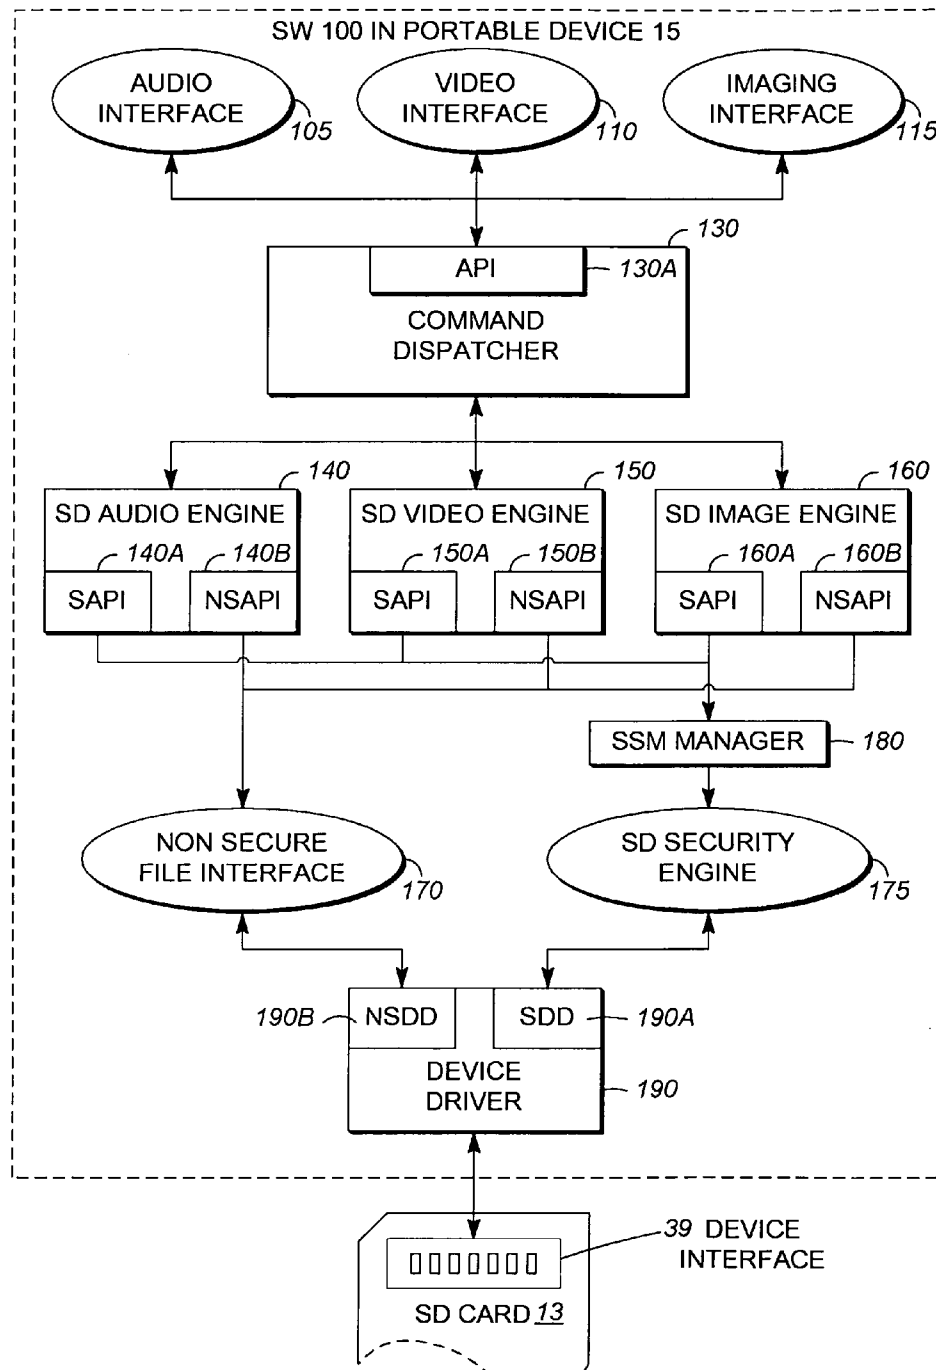 SW 100 IN PORTABLE DEVICE 15
AUDIO
INTERFACE
105
VIDEO
INTERFACE
110
IMAGING
INTERFACE
115
130
API
130A
COMMAND
DISPATCHER
140
SD AUDIO ENGINE
140A
140B
SAPI
NSAPI
150
SD VIDEO ENGINE
150A
150B
SAPI
NSAPI
160
SD IMAGE ENGINE
160A
160B
SAPI
NSAPI
SSM MANAGER
180
NON SECURE
FILE INTERFACE
170
SD SECURITY
ENGINE
175
190B
NSDD
SDD
190A
DEVICE
DRIVER
190
39 DEVICE
INTERFACE
SD CARD 13